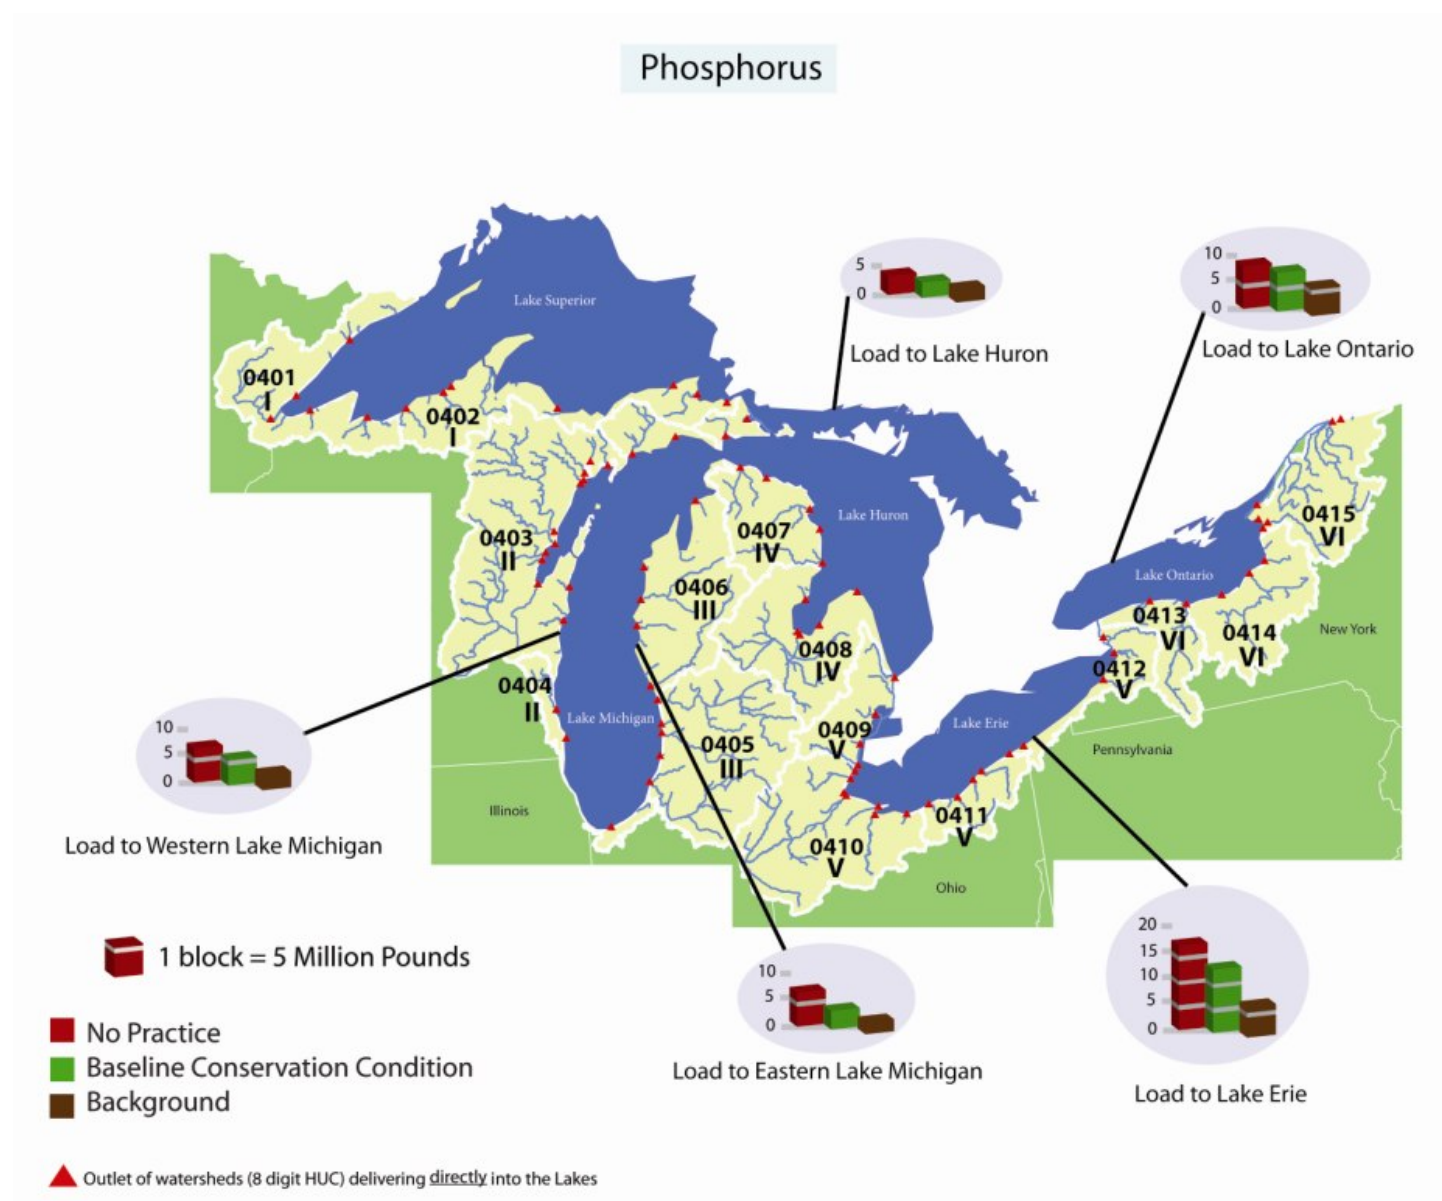 Phosphorus
Lake Superior
5
0
Load to Lake Huron
10
5
0
Load to Lake Ontario
0401
I
0402
I
0403
II
0404
II
0405
III
0406
III
0407
IV
0408
IV
0409
V
0410
V
0411
V
0412
V
0413
VI
0414
VI
0415
VI
Lake Huron
Lake Ontario
Lake Michigan
Lake Erie
New York
Pennsylvania
Illinois
Ohio
10
5
0
Load to Western Lake Michigan
10
5
0
Load to Eastern Lake Michigan
20
15
10
5
0
Load to Lake Erie
1 block = 5 Million Pounds
No Practice
Baseline Conservation Condition
Background
Outlet of watersheds (8 digit HUC) delivering directly into the Lakes